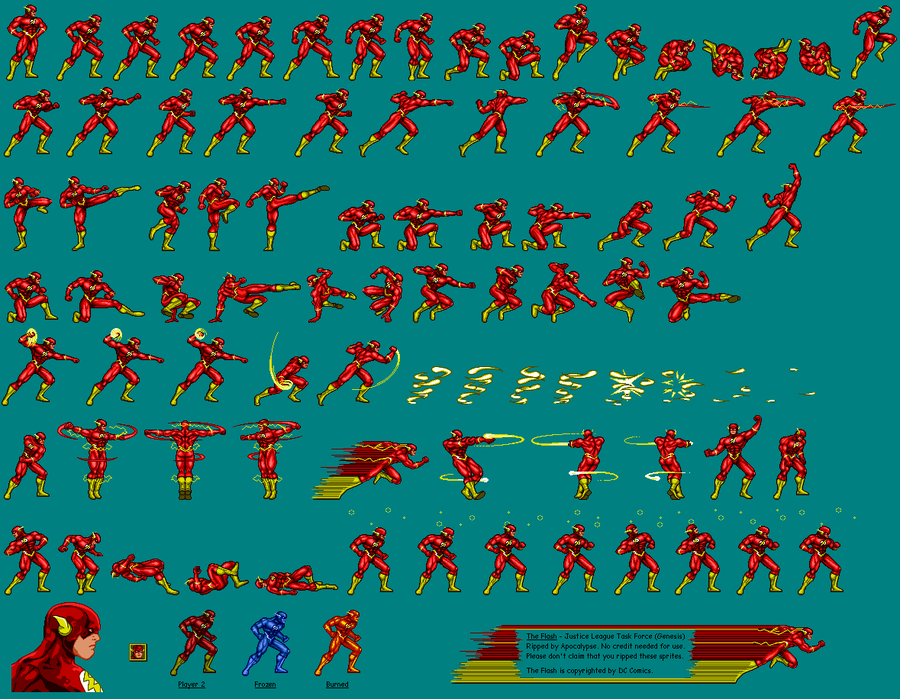 The Flash - Justice League Task Force (Genesis)
Ripped by Apocalypse. No credit needed for use.
Please don't claim that you ripped these sprites.
The Flash is copyrighted by DC Comics.
Player 2
Frozen
Burned